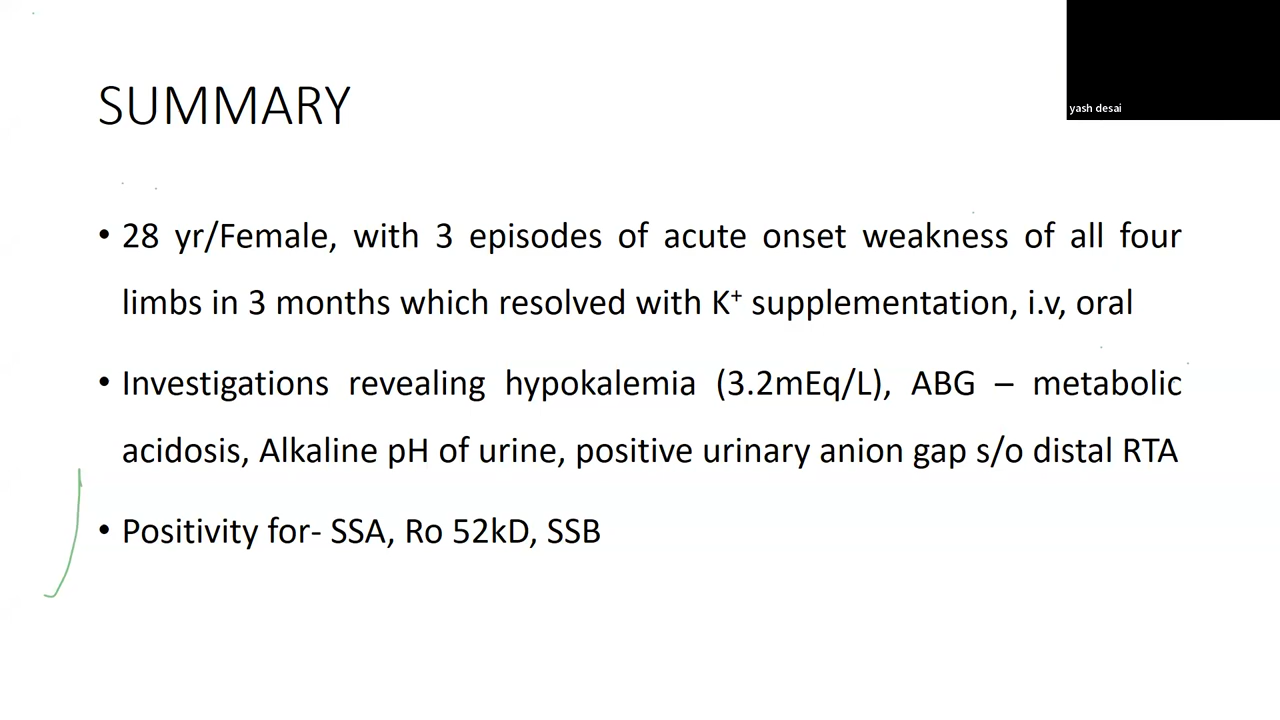 SUMMARY
yash desai
• 28 yr/Female, with 3 episodes of acute onset weakness of all four
limbs in 3 months which resolved with K⁺ supplementation, i.v, oral
• Investigations revealing hypokalemia (3.2mEq/L), ABG – metabolic
acidosis, Alkaline pH of urine, positive urinary anion gap s/o distal RTA
• Positivity for- SSA, Ro 52kD, SSB